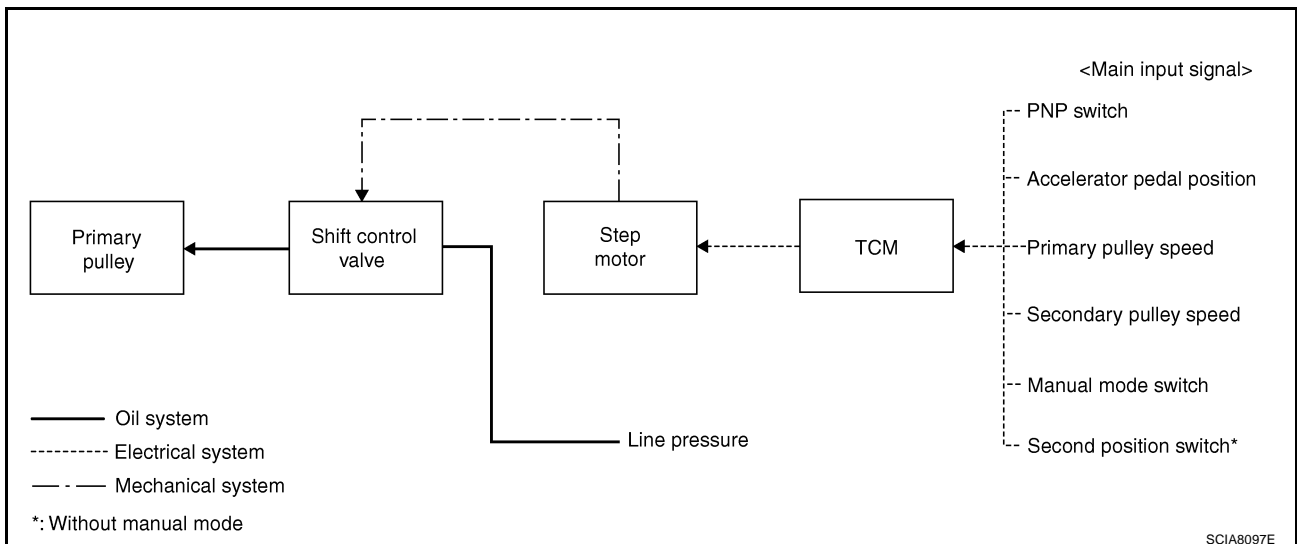 <Main input signal>
PNP switch
Accelerator pedal position
Primary pulley speed
Secondary pulley speed
Manual mode switch
Second position switch*
Primary
pulley
Shift control
valve
Step
motor
TCM
Line pressure
Oil system
Electrical system
Mechanical system
*: Without manual mode
SCIA8097E